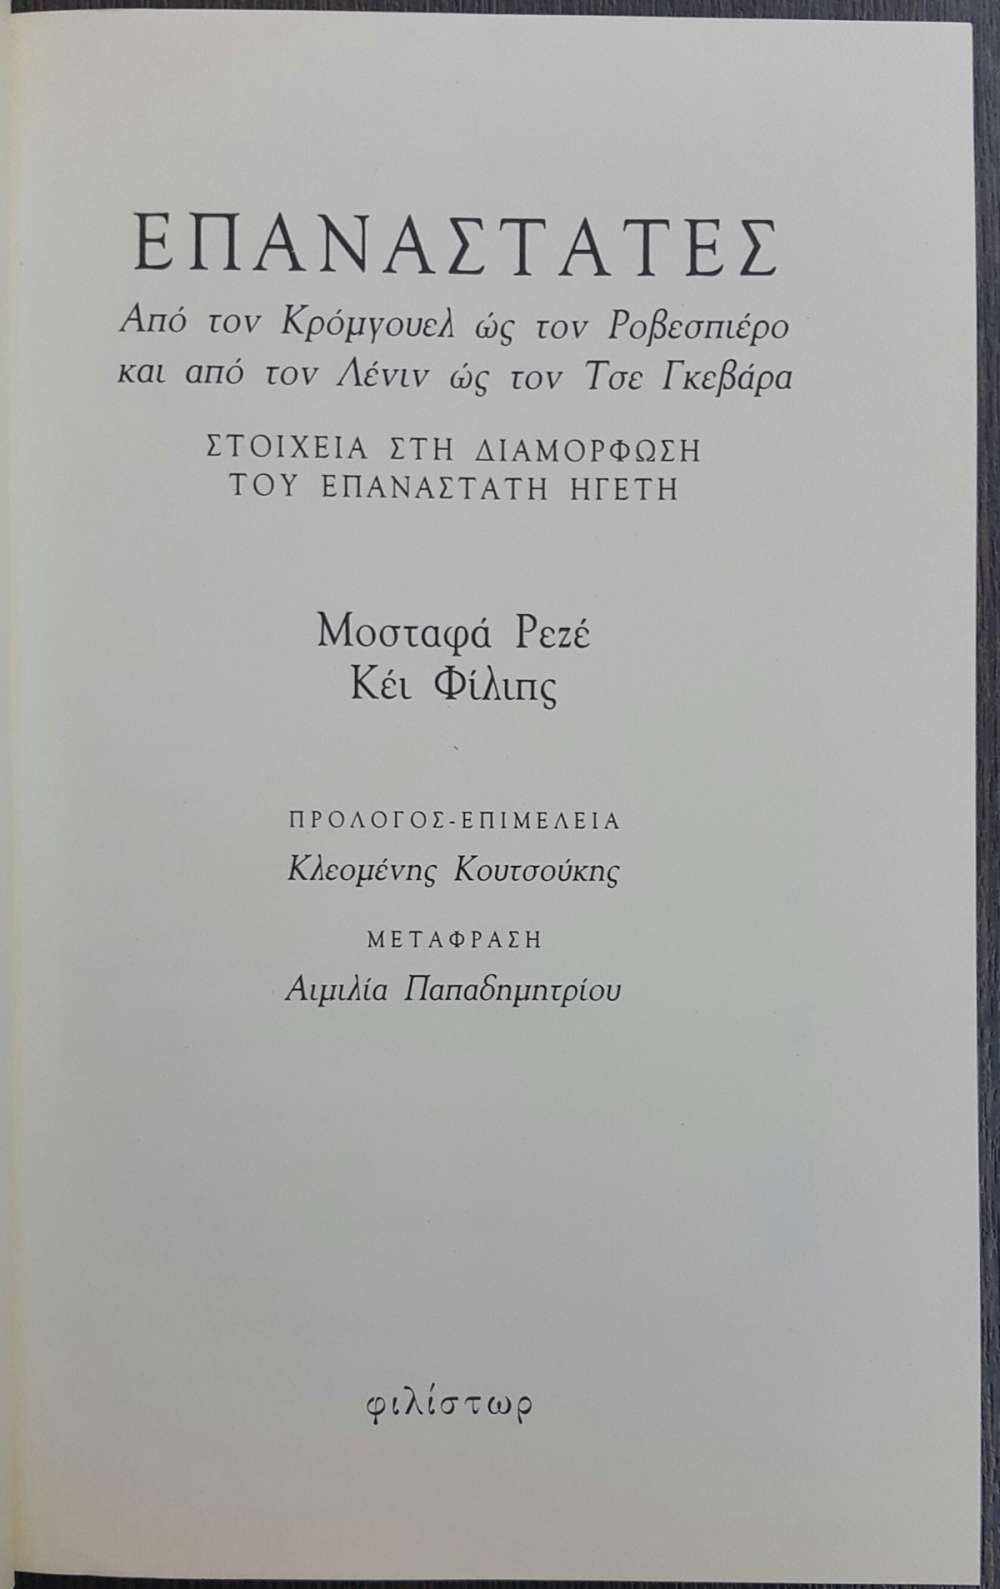 ΕΠΑΝΑΣΤΑΤΕΣ
Από τον Κρόμγουελ ώς τον Ροβεσπιέρο
και από τον Λένιν ώς τον Τσε Γκεβάρα
ΣΤΟΙΧΕΙΑ ΣΤΗ ΔΙΑΜΟΡΦΩΣΗ
ΤΟΥ ΕΠΑΝΑΣΤΑΤΗ ΗΓΕΤΗ
Μοσταφά Ρεζέ
Κέι Φίλιπς
ΠΡΟΛΟΓΟΣ-ΕΠΙΜΕΛΕΙΑ
Κλεομένης Κουτσούκης
ΜΕΤΑΦΡΑΣΗ
Αιμιλία Παπαδημητρίου
φιλίστωρ